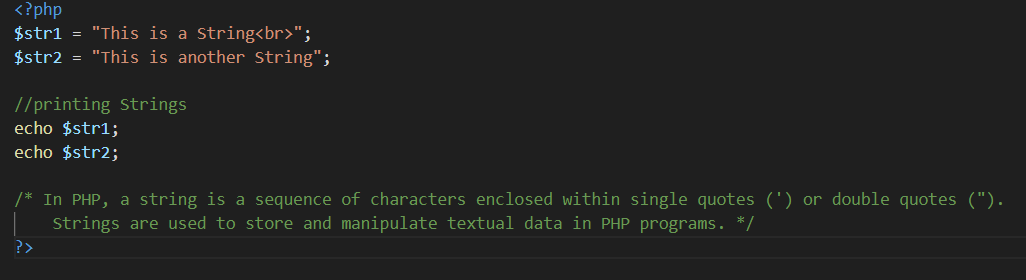 <?php
$str1 = "This is a String<br>";
$str2 = "This is another String";
//printing Strings
echo $str1;
echo $str2;
/* In PHP, a string is a sequence of characters enclosed within single quotes (') or double quotes (").
Strings are used to store and manipulate textual data in PHP programs. */
?>